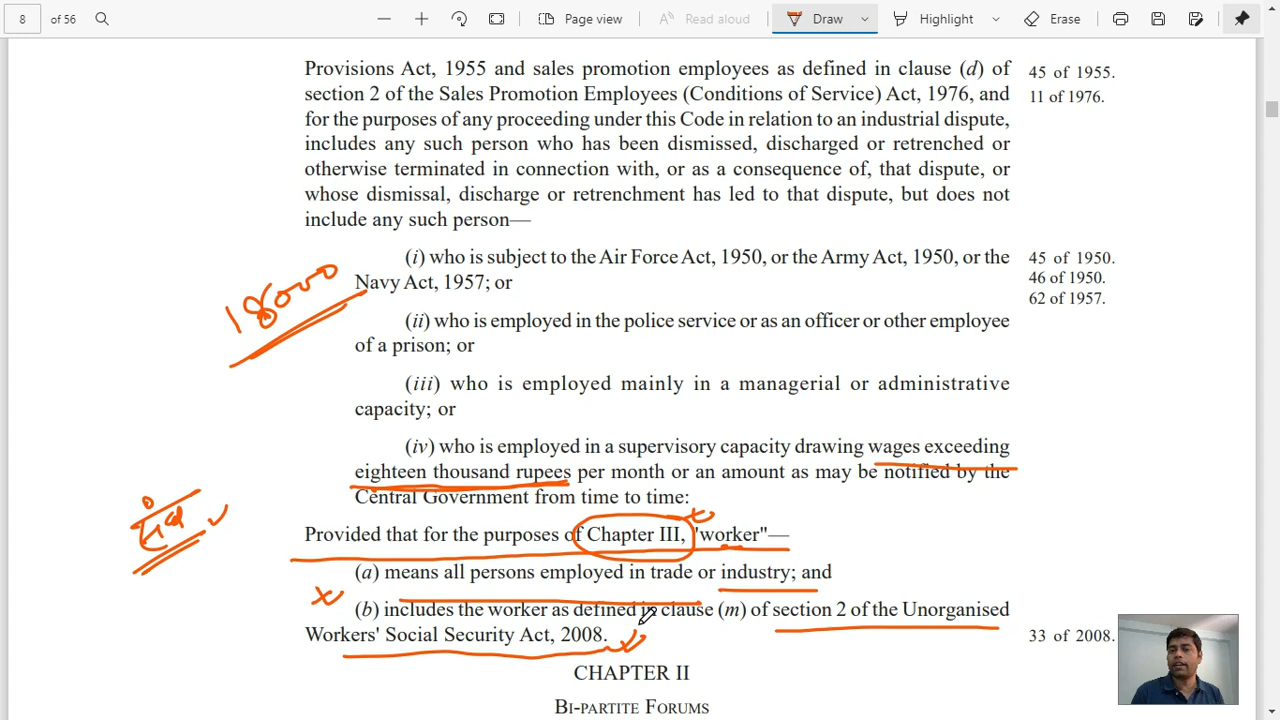 8 of 56 Page view Read aloud Draw Highlight Erase
Provisions Act, 1955 and sales promotion employees as defined in clause (d) of 45 of 1955.
section 2 of the Sales Promotion Employees (Conditions of Service) Act, 1976, and 11 of 1976.
for the purposes of any proceeding under this Code in relation to an industrial dispute,
includes any such person who has been dismissed, discharged or retrenched or
otherwise terminated in connection with, or as a consequence of, that dispute, or
whose dismissal, discharge or retrenchment has led to that dispute, but does not
include any such person—
(i) who is subject to the Air Force Act, 1950, or the Army Act, 1950, or the 45 of 1950.
Navy Act, 1957; or 46 of 1950.
62 of 1957.
18000
(ii) who is employed in the police service or as an officer or other employee
of a prison; or
(iii) who is employed mainly in a managerial or administrative
capacity; or
(iv) who is employed in a supervisory capacity drawing wages exceeding
eighteen thousand rupees per month or an amount as may be notified by the
Central Government from time to time:
Provided that for the purposes of Chapter III, "worker"—
(a) means all persons employed in trade or industry; and
(b) includes the worker as defined in clause (m) of section 2 of the Unorganised
Workers' Social Security Act, 2008. 33 of 2008.
CHAPTER II
BI-PARTITE FORUMS